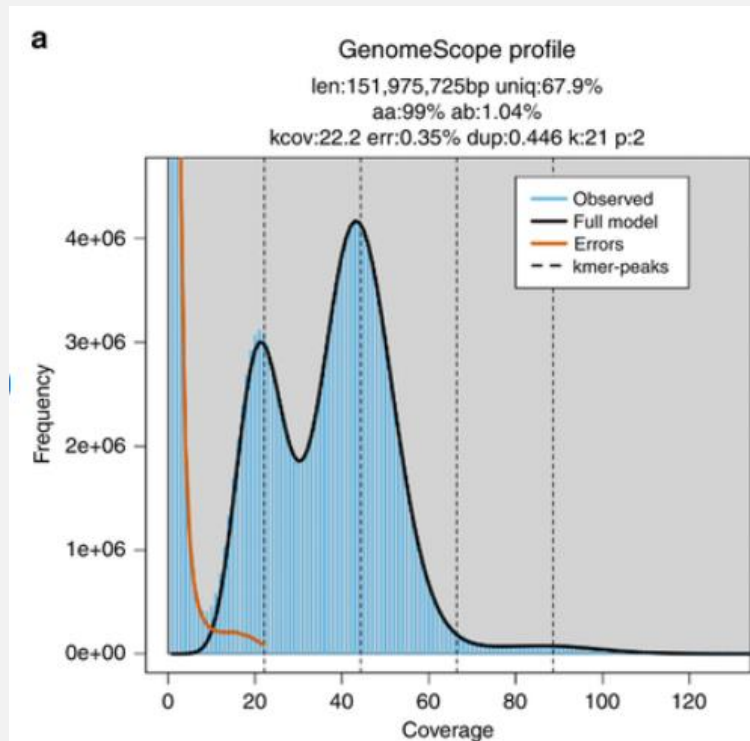 a
GenomeScope profile
len:151,975,725bp uniq:67.9%
aa:99% ab:1.04%
kcov:22.2 err:0.35% dup:0.446 k:21 p:2
Observed
Full model
Errors
kmer-peaks
Frequency
4e+06
3e+06
2e+06
1e+06
0e+00
0 20 40 60 80 100 120
Coverage